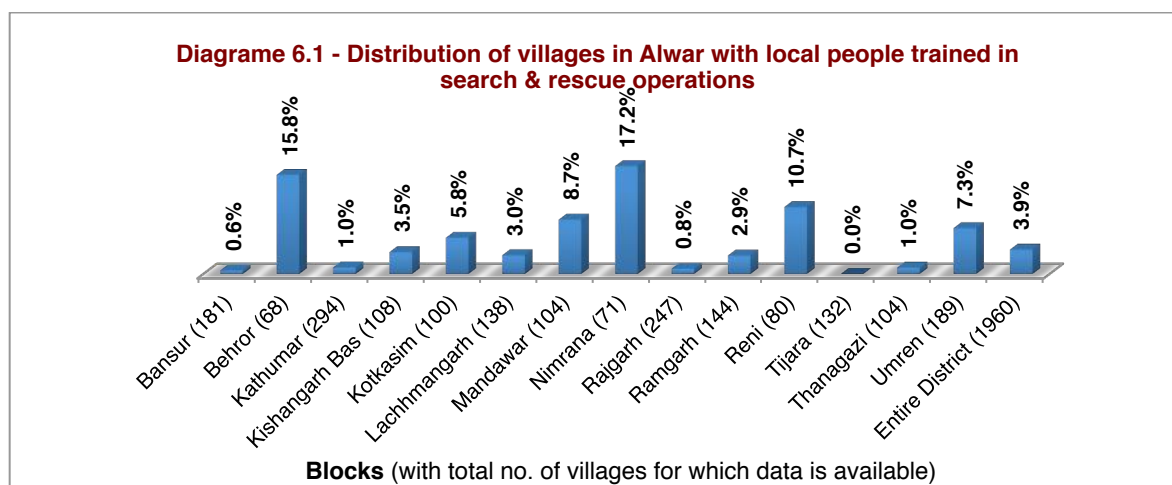 Diagrame 6.1 - Distribution of villages in Alwar with local people trained in
search & rescue operations
0.6%
15.8%
1.0%
3.5%
5.8%
3.0%
8.7%
17.2%
0.8%
2.9%
10.7%
0.0%
1.0%
7.3%
3.9%
Bansur (181)
Behror (68)
Kathumar (294)
Kishangarh Bas (108)
Kotkasim (100)
Lachhmangarh (138)
Mandawar (104)
Nimrana (71)
Rajgarh (247)
Ramgarh (144)
Reni (80)
Tijara (132)
Thanagazi (104)
Umren (189)
Entire District (1960)
Blocks (with total no. of villages for which data is available)